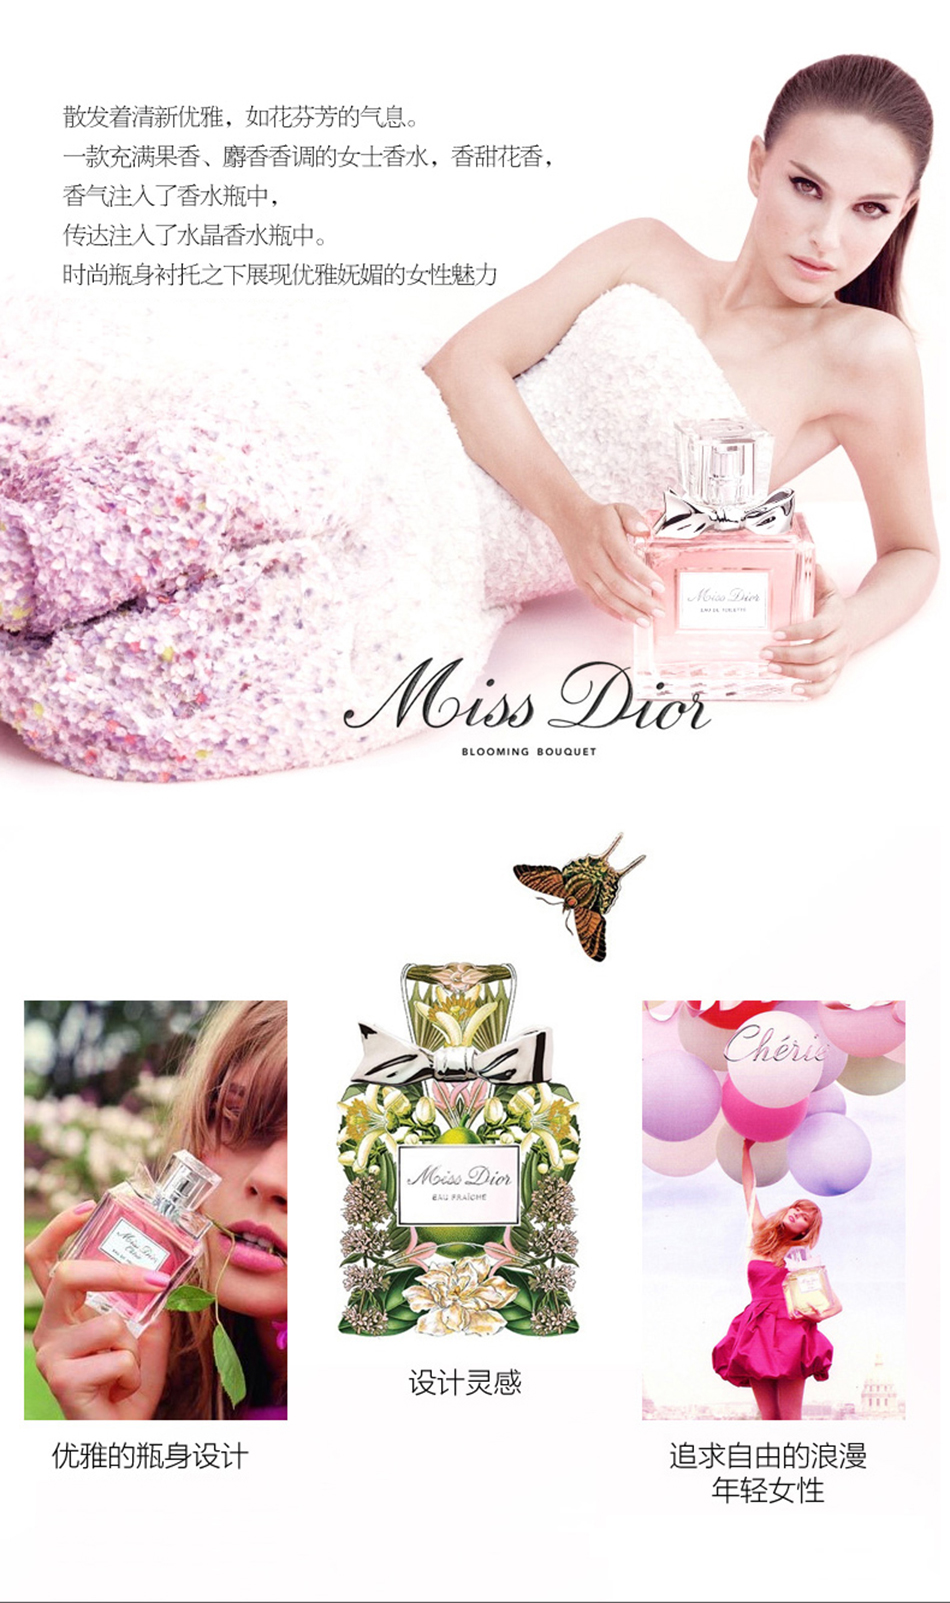 散发着清新优雅，如花芬芳的气息。
一款充满果香、麝香香调的女士香水，香甜花香，
香气注入了香水瓶中，
传达注入了水晶香水瓶中。
时尚瓶身衬托之下展现优雅妩媚的女性魅力
Miss Dior
EAU DE TOILETTE
Miss Dior
BLOOMING BOUQUET
Chérie
Miss Dior
EAU FRAÎCHE
Miss Dior
Chérie
设计灵感
优雅的瓶身设计
追求自由的浪漫
年轻女性